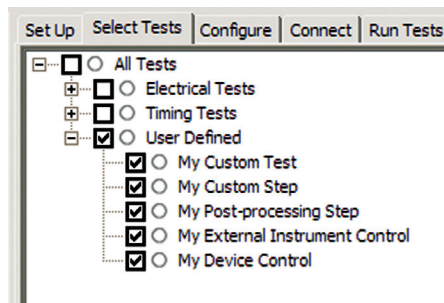 Set Up Select Tests Configure Connect Run Tests
All Tests
Electrical Tests
Timing Tests
User Defined
My Custom Test
My Custom Step
My Post-processing Step
My External Instrument Control
My Device Control